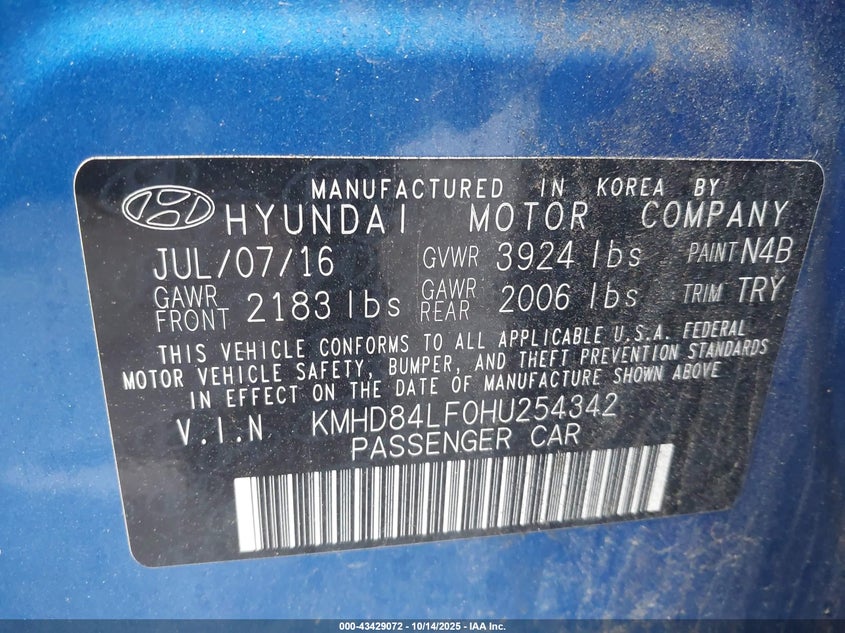 MANUFACTURED IN KOREA BY
HYUNDAI MOTOR COMPANY
JUL/07/16 GVWR 3924 lbs PAINT N4B
GAWR FRONT 2183 lbs GAWR REAR 2006 lbs TRIM TRY
THIS VEHICLE CONFORMS TO ALL APPLICABLE U.S.A. FEDERAL
MOTOR VEHICLE SAFETY, BUMPER, AND THEFT PREVENTION STANDARDS
IN EFFECT ON THE DATE OF MANUFACTURE SHOWN ABOVE
V.I.N KMHD84LF0HU254342
PASSENGER CAR
000-43429072 - 10/14/2025 - IAA Inc.